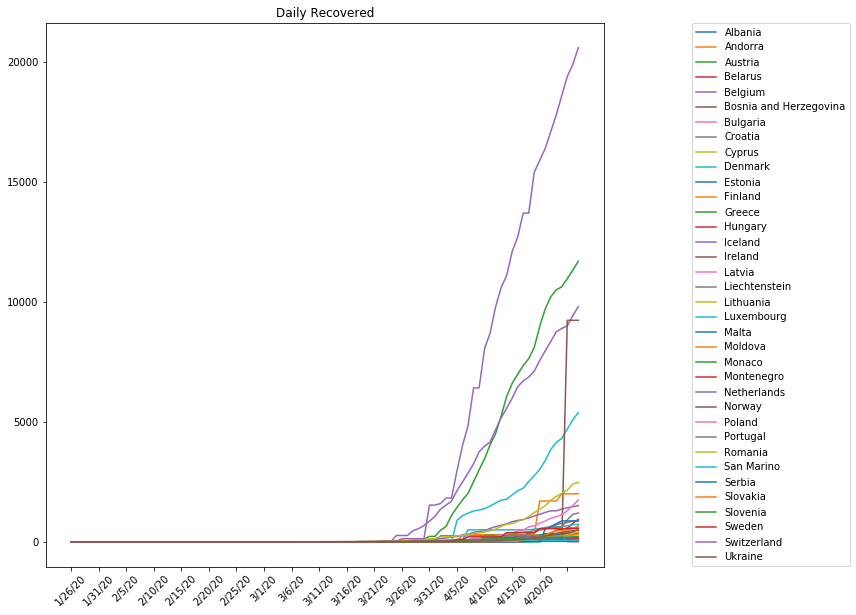 Daily Recovered
20000
15000
10000
5000
0
1/26/20
1/31/20
2/5/20
2/10/20
2/15/20
2/20/20
2/25/20
3/1/20
3/6/20
3/11/20
3/16/20
3/21/20
3/26/20
3/31/20
4/5/20
4/10/20
4/15/20
4/20/20
Albania
Andorra
Austria
Belarus
Belgium
Bosnia and Herzegovina
Bulgaria
Croatia
Cyprus
Denmark
Estonia
Finland
Greece
Hungary
Iceland
Ireland
Latvia
Liechtenstein
Lithuania
Luxembourg
Malta
Moldova
Monaco
Montenegro
Netherlands
Norway
Poland
Portugal
Romania
San Marino
Serbia
Slovakia
Slovenia
Sweden
Switzerland
Ukraine